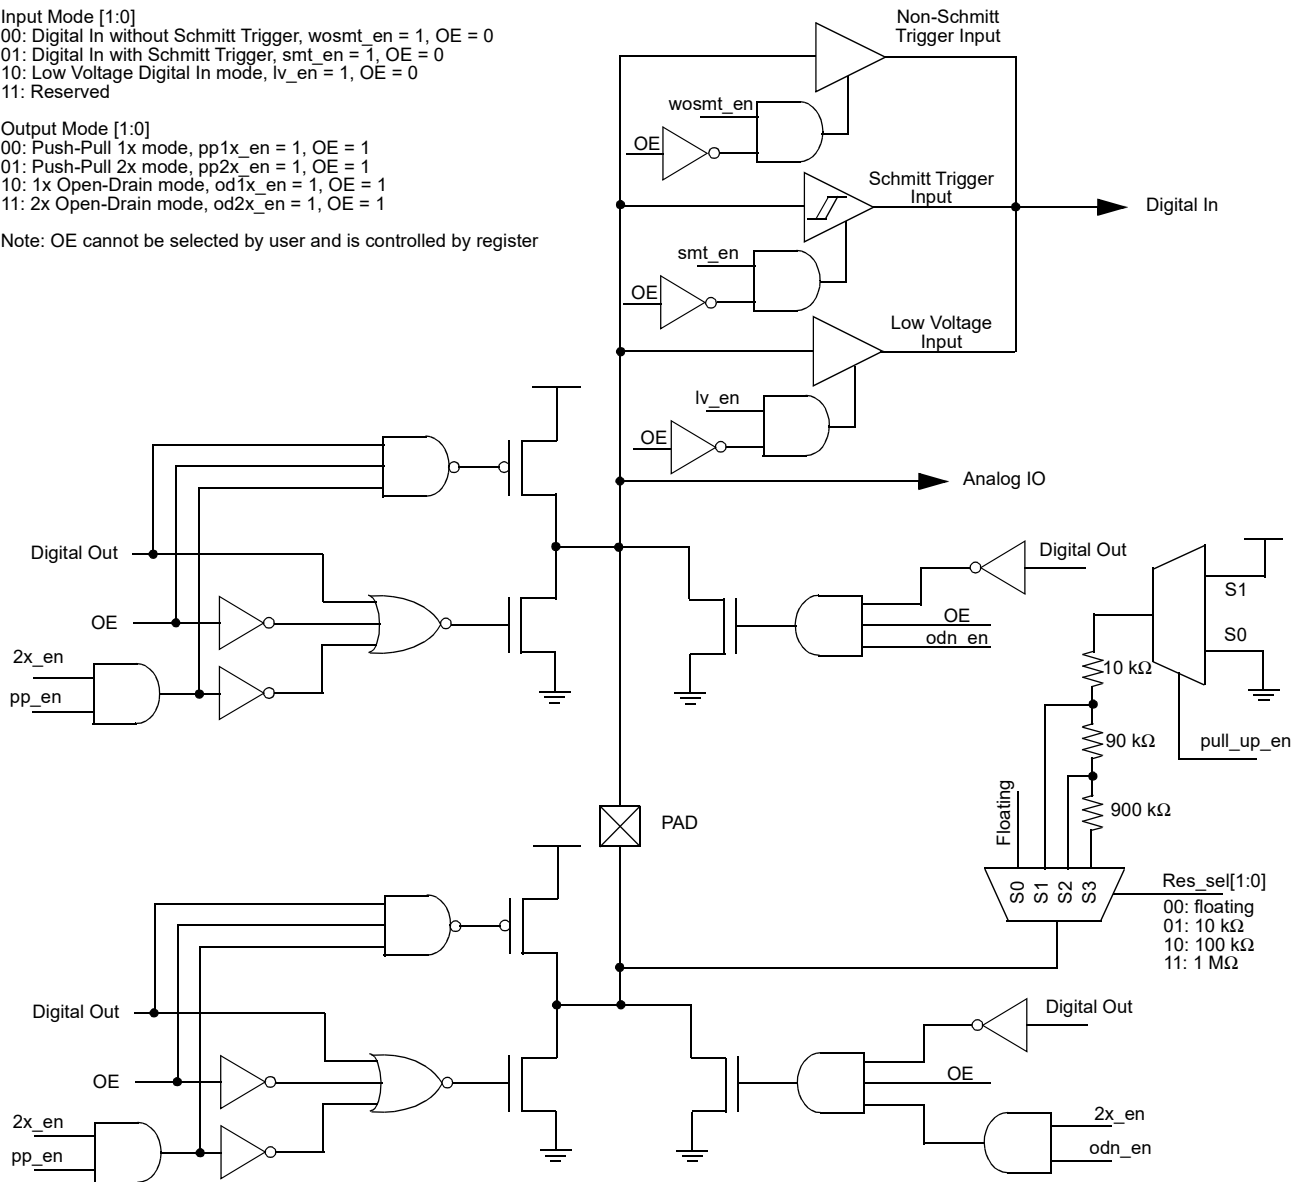 Input Mode [1:0]
00: Digital In without Schmitt Trigger, wosmt_en = 1, OE = 0
01: Digital In with Schmitt Trigger, smt_en = 1, OE = 0
10: Low Voltage Digital In mode, lv_en = 1, OE = 0
11: Reserved
Output Mode [1:0]
00: Push-Pull 1x mode, pp1x_en = 1, OE = 1
01: Push-Pull 2x mode, pp2x_en = 1, OE = 1
10: 1x Open-Drain mode, od1x_en = 1, OE = 1
11: 2x Open-Drain mode, od2x_en = 1, OE = 1
Note: OE cannot be selected by user and is controlled by register
Non-Schmitt
Trigger Input
wosmt_en
OE
Schmitt Trigger
Input
Digital In
smt_en
OE
Low Voltage
Input
lv_en
OE
Analog IO
Digital Out
OE
2x_en
pp_en
Digital Out
OE
odn_en
S1
S0
10 kΩ
90 kΩ
pull_up_en
900 kΩ
Floating
PAD
S0
S1
S2
S3
Res_sel[1:0]
00: floating
01: 10 kΩ
10: 100 kΩ
11: 1 MΩ
Digital Out
OE
2x_en
pp_en
Digital Out
OE
2x_en
odn_en